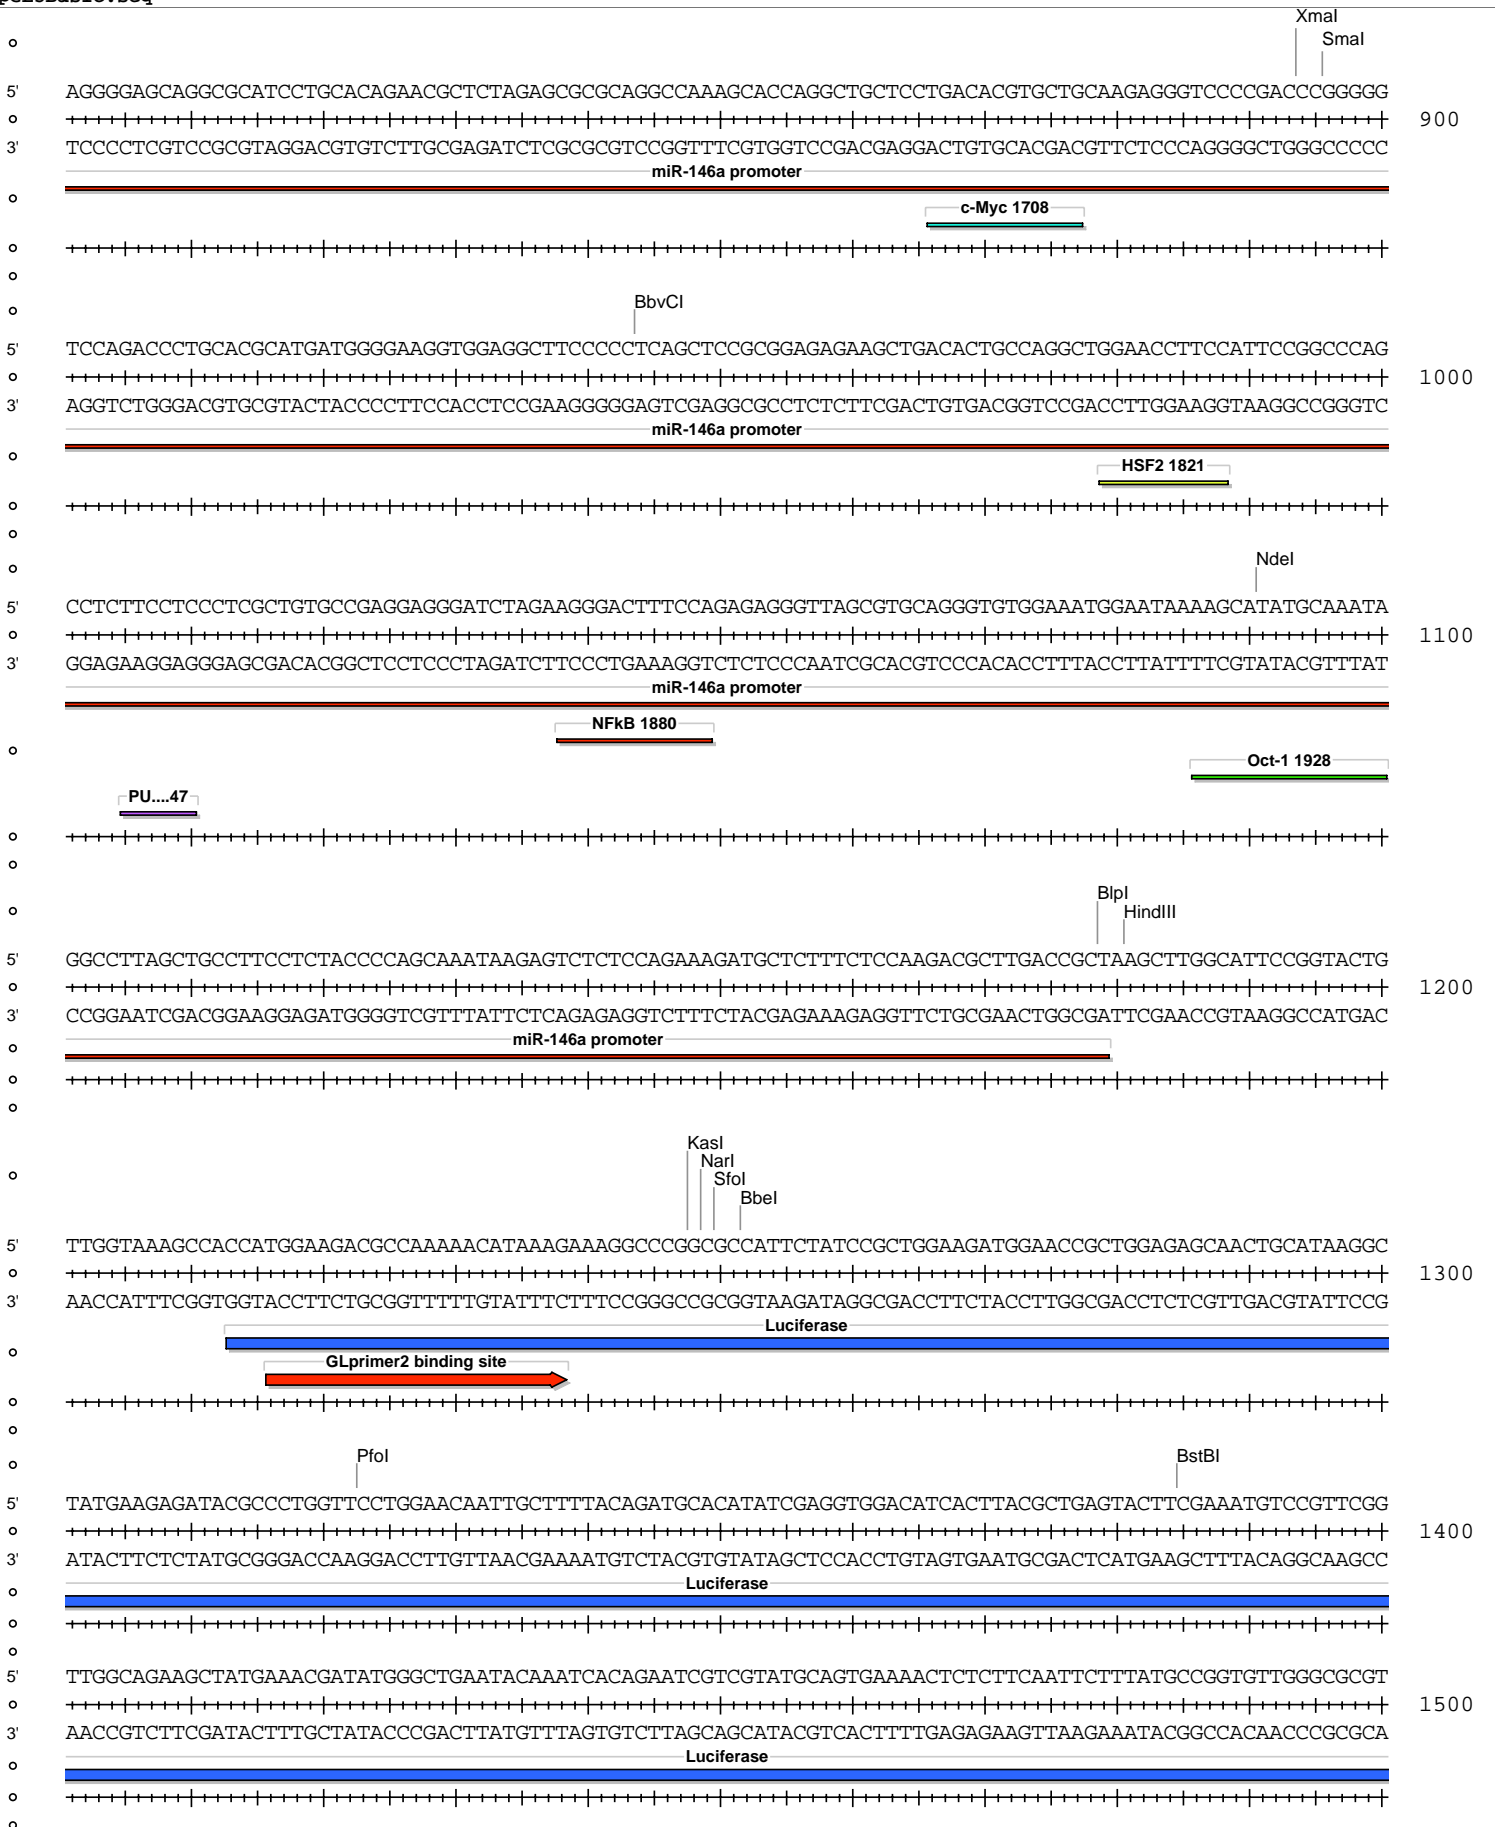 XmaI
SmaI
5' AGGGGAGCAGGCGCATCCTGCACAGAACGCTCTAGAGCGCGCAGGCCAAAGCACCAGGCTGCTCCTGACACGTGCTGCAAGAGGGTCCCCGACCCGGGGG
900
3' TCCCCTCGTCCGCGTAGGACGTGTCTTGCGAGATCTCGCGCGTCCGGTTTCGTGGTCCGACGAGGACTGTGCACGACGTTCTCCCAGGGGCTGGGCCCCC
miR-146a promoter
c-Myc 1708
BbvCI
5' TCCAGACCCTGCACGCATGATGGGGAAGGTGGAGGCTTCCCCCTCAGCTCCGCGGAGAGAAGCTGACACTGCCAGGCTGGAACCTTCCATTCCGGCCCAG
1000
3' AGGTCTGGGACGTGCGTACTACCCCTTCCACCTCCGAAGGGGGAGTCGAGGCGCCTCTCTTCGACTGTGACGGTCCGACCTTGGAAGGTAAGGCCGGGTC
miR-146a promoter
HSF2 1821
NdeI
5' CCTCTTCCTCCCTCGCTGTGCCGAGGAGGGATCTAGAAGGGACTTTCCAGAGAGGGTTAGCGTGCAGGGTGTGGAAATGGAATAAAAGCATATGCAAATA
1100
3' GGAGAAGGAGGGAGCGACACGGCTCCTCCCTAGATCTTCCCTGAAAGGTCTCTCCCAATCGCACGTCCCACACCTTTACCTTATTTTCGTATACGTTTAT
miR-146a promoter
NFkB 1880
Oct-1 1928
PU....47
BlpI
HindIII
5' GGCCTTAGCTGCCTTCCTCTACCCCAGCAAATAAGAGTCTCTCCAGAAAGATGCTCTTTCTCCAAGACGCTTGACCGCTAAGCTTGGCATTCCGGTACTG
1200
3' CCGGAATCGACGGAAGGAGATGGGGTCGTTTATTCTCAGAGAGGTCTTTCTACGAGAAAGAGGTTCTGCGAACTGGCGATTCGAACCGTAAGGCCATGAC
miR-146a promoter
KasI
NarI
SfoI
BbeI
5' TTGGTAAAGCCACCATGGAAGACGCCAAAAACATAAAGAAAGGCCCGGCGCCATTCTATCCGCTGGAAGATGGAACCGCTGGAGAGCAACTGCATAAGGC
1300
3' AACCATTTCGGTGGTACCTTCTGCGGTTTTTGTATTTCTTTCCGGGCCGCGGTAAGATAGGCGACCTTCTACCTTGGCGACCTCTCGTTGACGTATTCCG
Luciferase
GLprimer2 binding site
PfoI
BstBI
5' TATGAAGAGATACGCCCTGGTTCCTGGAACAATTGCTTTTACAGATGCACATATCGAGGTGGACATCACTTACGCTGAGTACTTCGAAATGTCCGTTCGG
1400
3' ATACTTCTCTATGCGGGACCAAGGACCTTGTTAACGAAAATGTCTACGTGTATAGCTCCACCTGTAGTGAATGCGACTCATGAAGCTTTACAGGCAAGCC
Luciferase
5' TTGGCAGAAGCTATGAAACGATATGGGCTGAATACAAATCACAGAATCGTCGTATGCAGTGAAAACTCTCTTCAATTCTTTATGCCGGTGTTGGGCGCGT
1500
3' AACCGTCTTCGATACTTTGCTATACCCGACTTATGTTTAGTGTCTTAGCAGCATACGTCACTTTTGAGAGAAGTTAAGAAATACGGCCACAACCCGCGCA
Luciferase